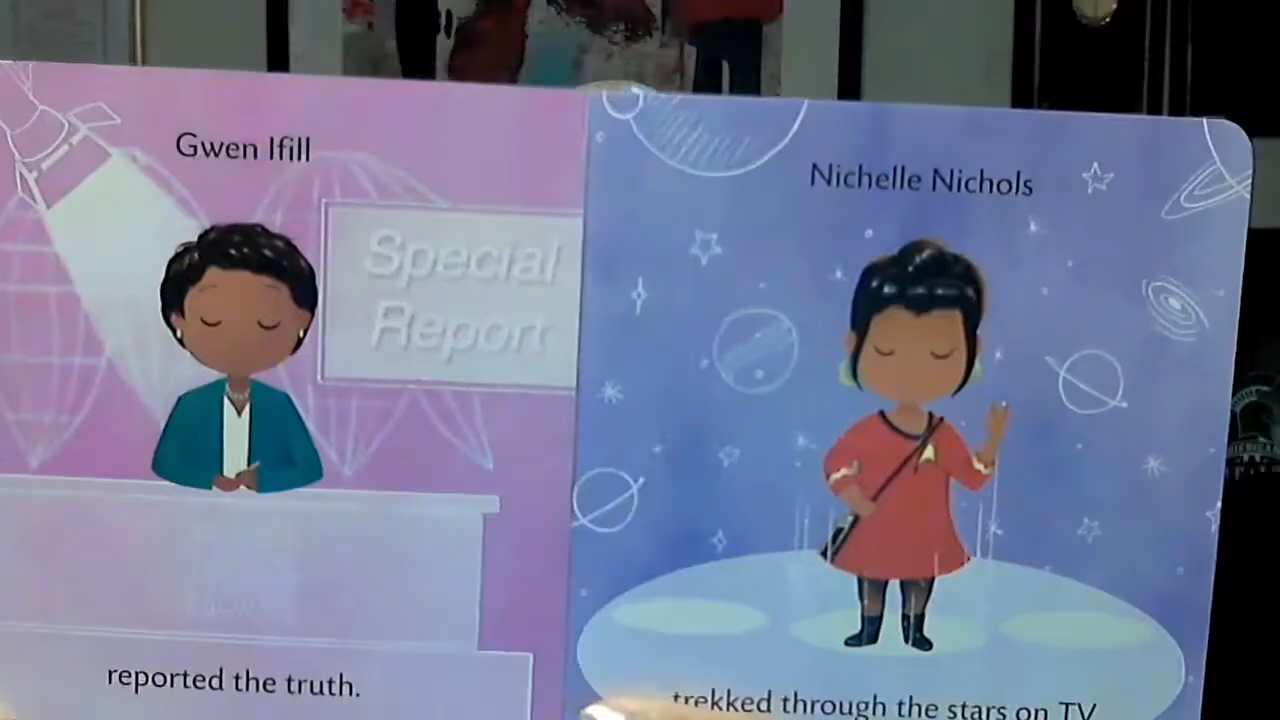 Gwen Ifill
Special
Report
reported the truth.
Nichelle Nichols
trekked through the stars on TV